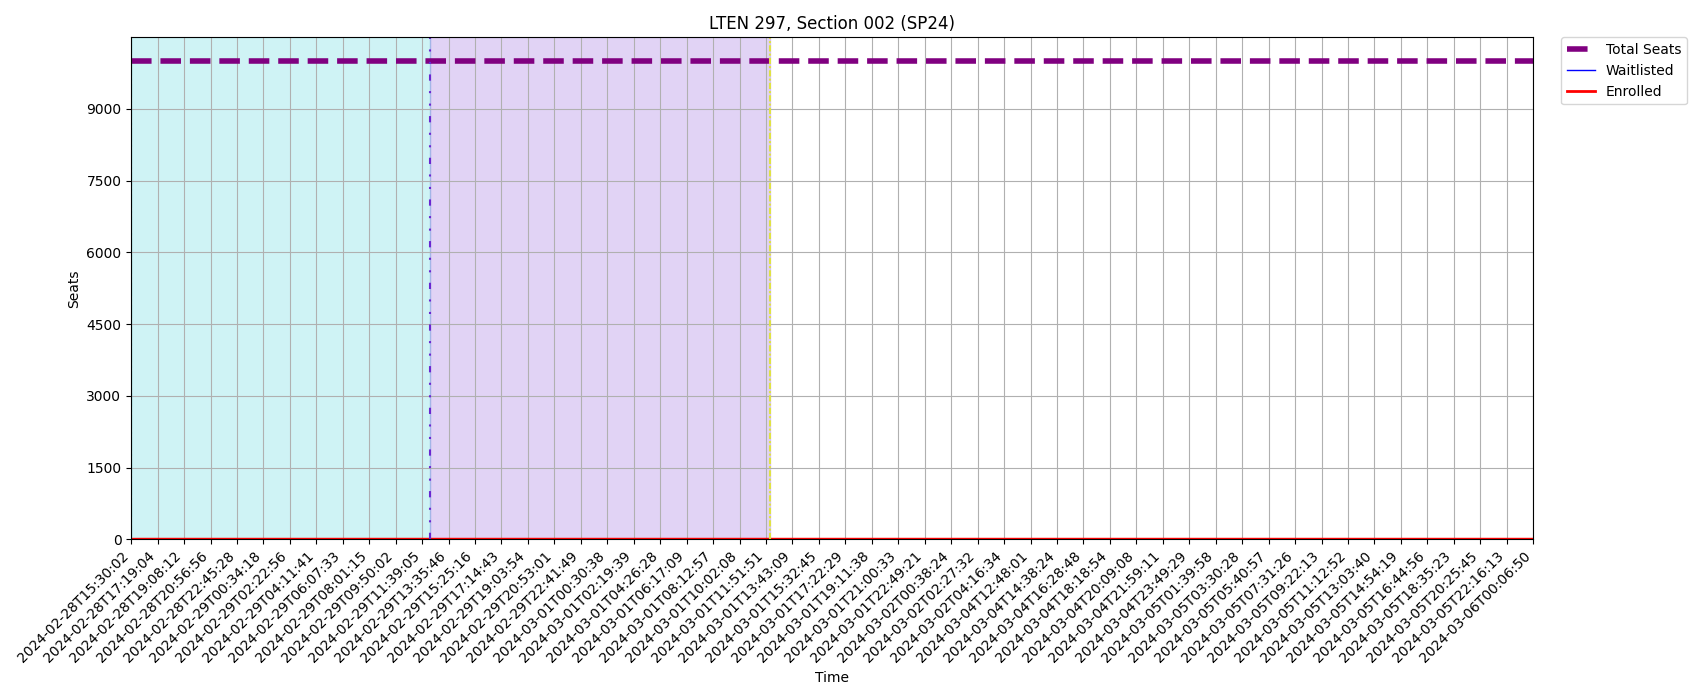 LTEN 297, Section 002 (SP24)
Total Seats
Waitlisted
Enrolled
9000
7500
6000
4500
3000
1500
0
Seats
2024-02-28T15:30:02
2024-02-28T17:19:04
2024-02-28T19:08:12
2024-02-28T20:56:56
2024-02-28T22:45:28
2024-02-29T00:34:18
2024-02-29T02:22:56
2024-02-29T04:11:41
2024-02-29T06:07:33
2024-02-29T08:01:15
2024-02-29T09:50:02
2024-02-29T11:39:05
2024-02-29T13:35:46
2024-02-29T15:25:16
2024-02-29T17:14:43
2024-02-29T19:03:54
2024-02-29T20:53:01
2024-02-29T22:41:49
2024-03-01T00:30:38
2024-03-01T02:19:39
2024-03-01T04:26:28
2024-03-01T06:17:09
2024-03-01T08:12:57
2024-03-01T10:02:08
2024-03-01T11:51:51
2024-03-01T13:43:09
2024-03-01T15:32:45
2024-03-01T17:22:29
2024-03-01T19:11:38
2024-03-01T21:00:33
2024-03-01T22:49:21
2024-03-02T00:38:24
2024-03-02T02:27:32
2024-03-02T04:16:34
2024-03-04T12:48:01
2024-03-04T14:38:24
2024-03-04T16:28:48
2024-03-04T18:18:54
2024-03-04T20:09:08
2024-03-04T21:59:11
2024-03-04T23:49:29
2024-03-05T01:39:58
2024-03-05T03:30:28
2024-03-05T05:40:57
2024-03-05T07:31:26
2024-03-05T09:22:13
2024-03-05T11:12:52
2024-03-05T13:03:40
2024-03-05T14:54:19
2024-03-05T16:44:56
2024-03-05T18:35:23
2024-03-05T20:25:45
2024-03-05T22:16:13
2024-03-06T00:06:50
Time